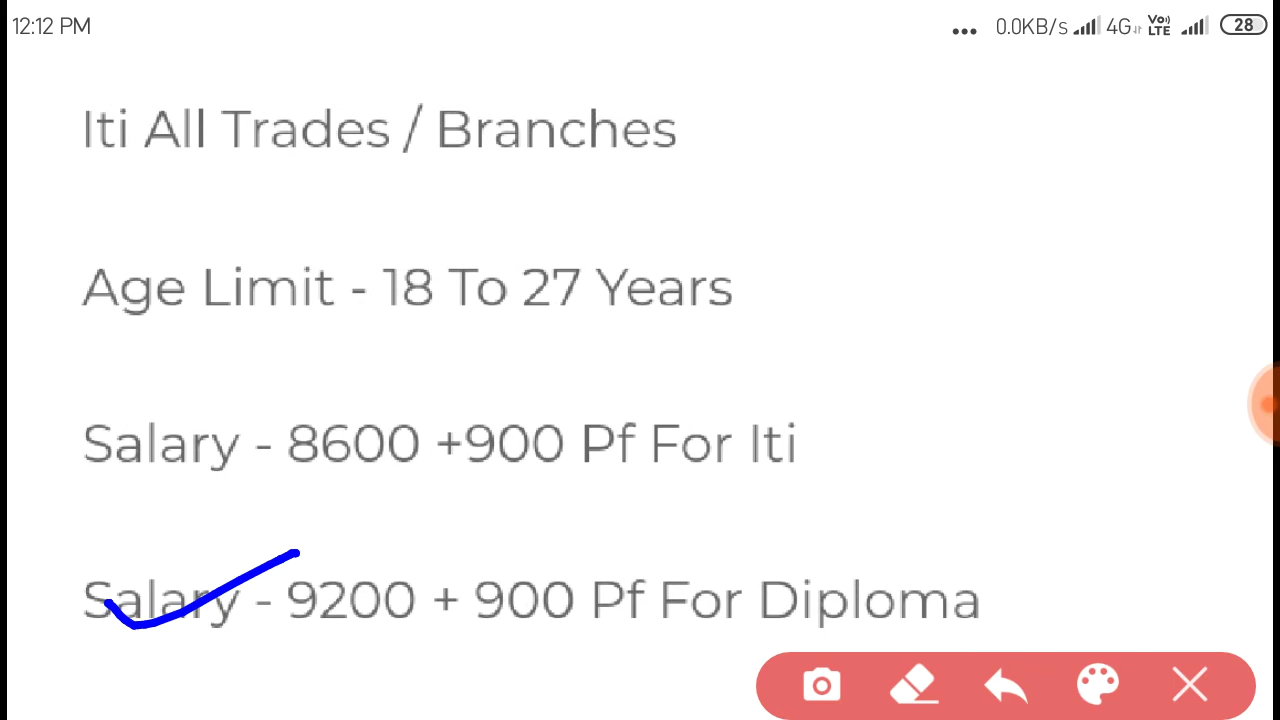 12:12 PM
... 0.0KB/s 4G Vo) LTE 28
Iti All Trades / Branches
Age Limit - 18 To 27 Years
Salary - 8600 +900 Pf For Iti
Salary - 9200 + 900 Pf For Diploma